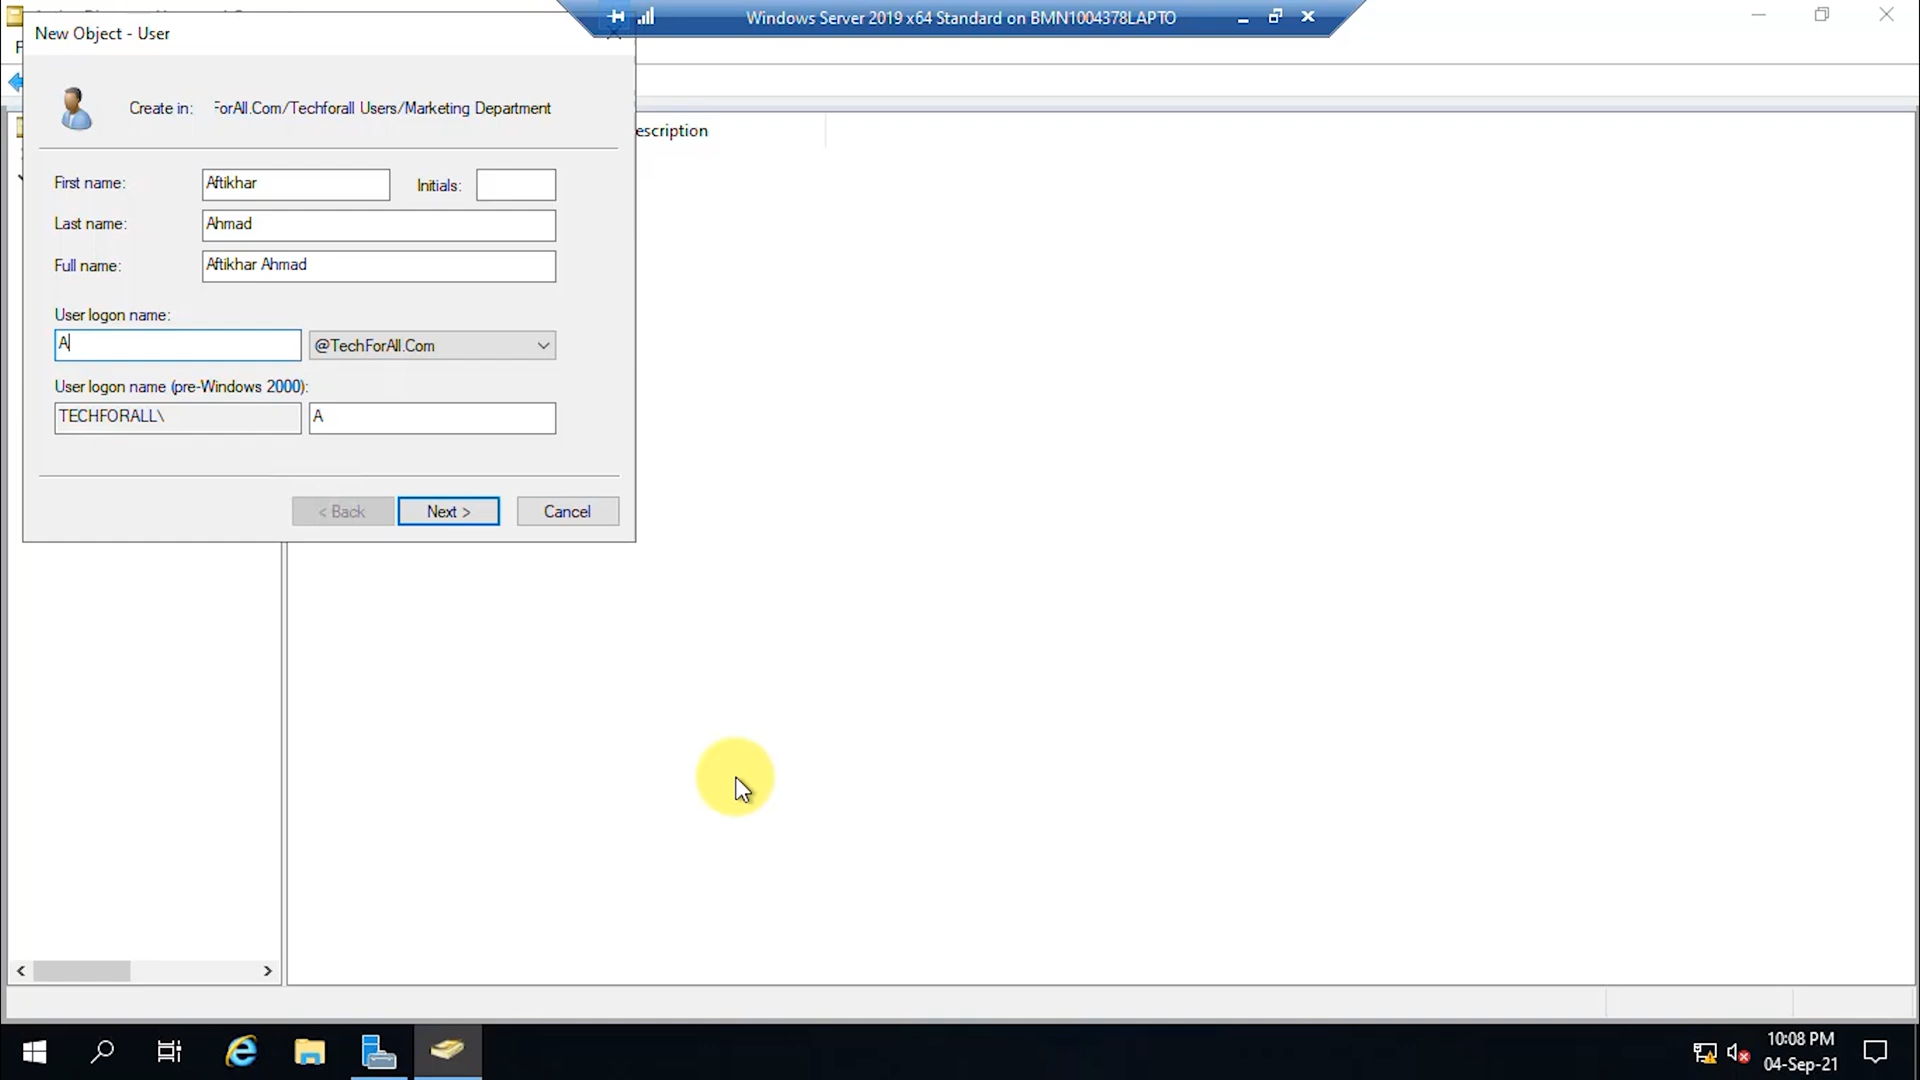 Windows Server 2019 x64 Standard on BMN1004378LAPTO
New Object - User
Create in: ForAll.Com/Techforall Users/Marketing Department
escription
First name: Aftikhar Initials:
Last name: Ahmad
Full name: Aftikhar Ahmad
User logon name:
A @TechForAll.Com
User logon name (pre-Windows 2000):
TECHFORALL\ A
< Back Next > Cancel
10:08 PM
04-Sep-21